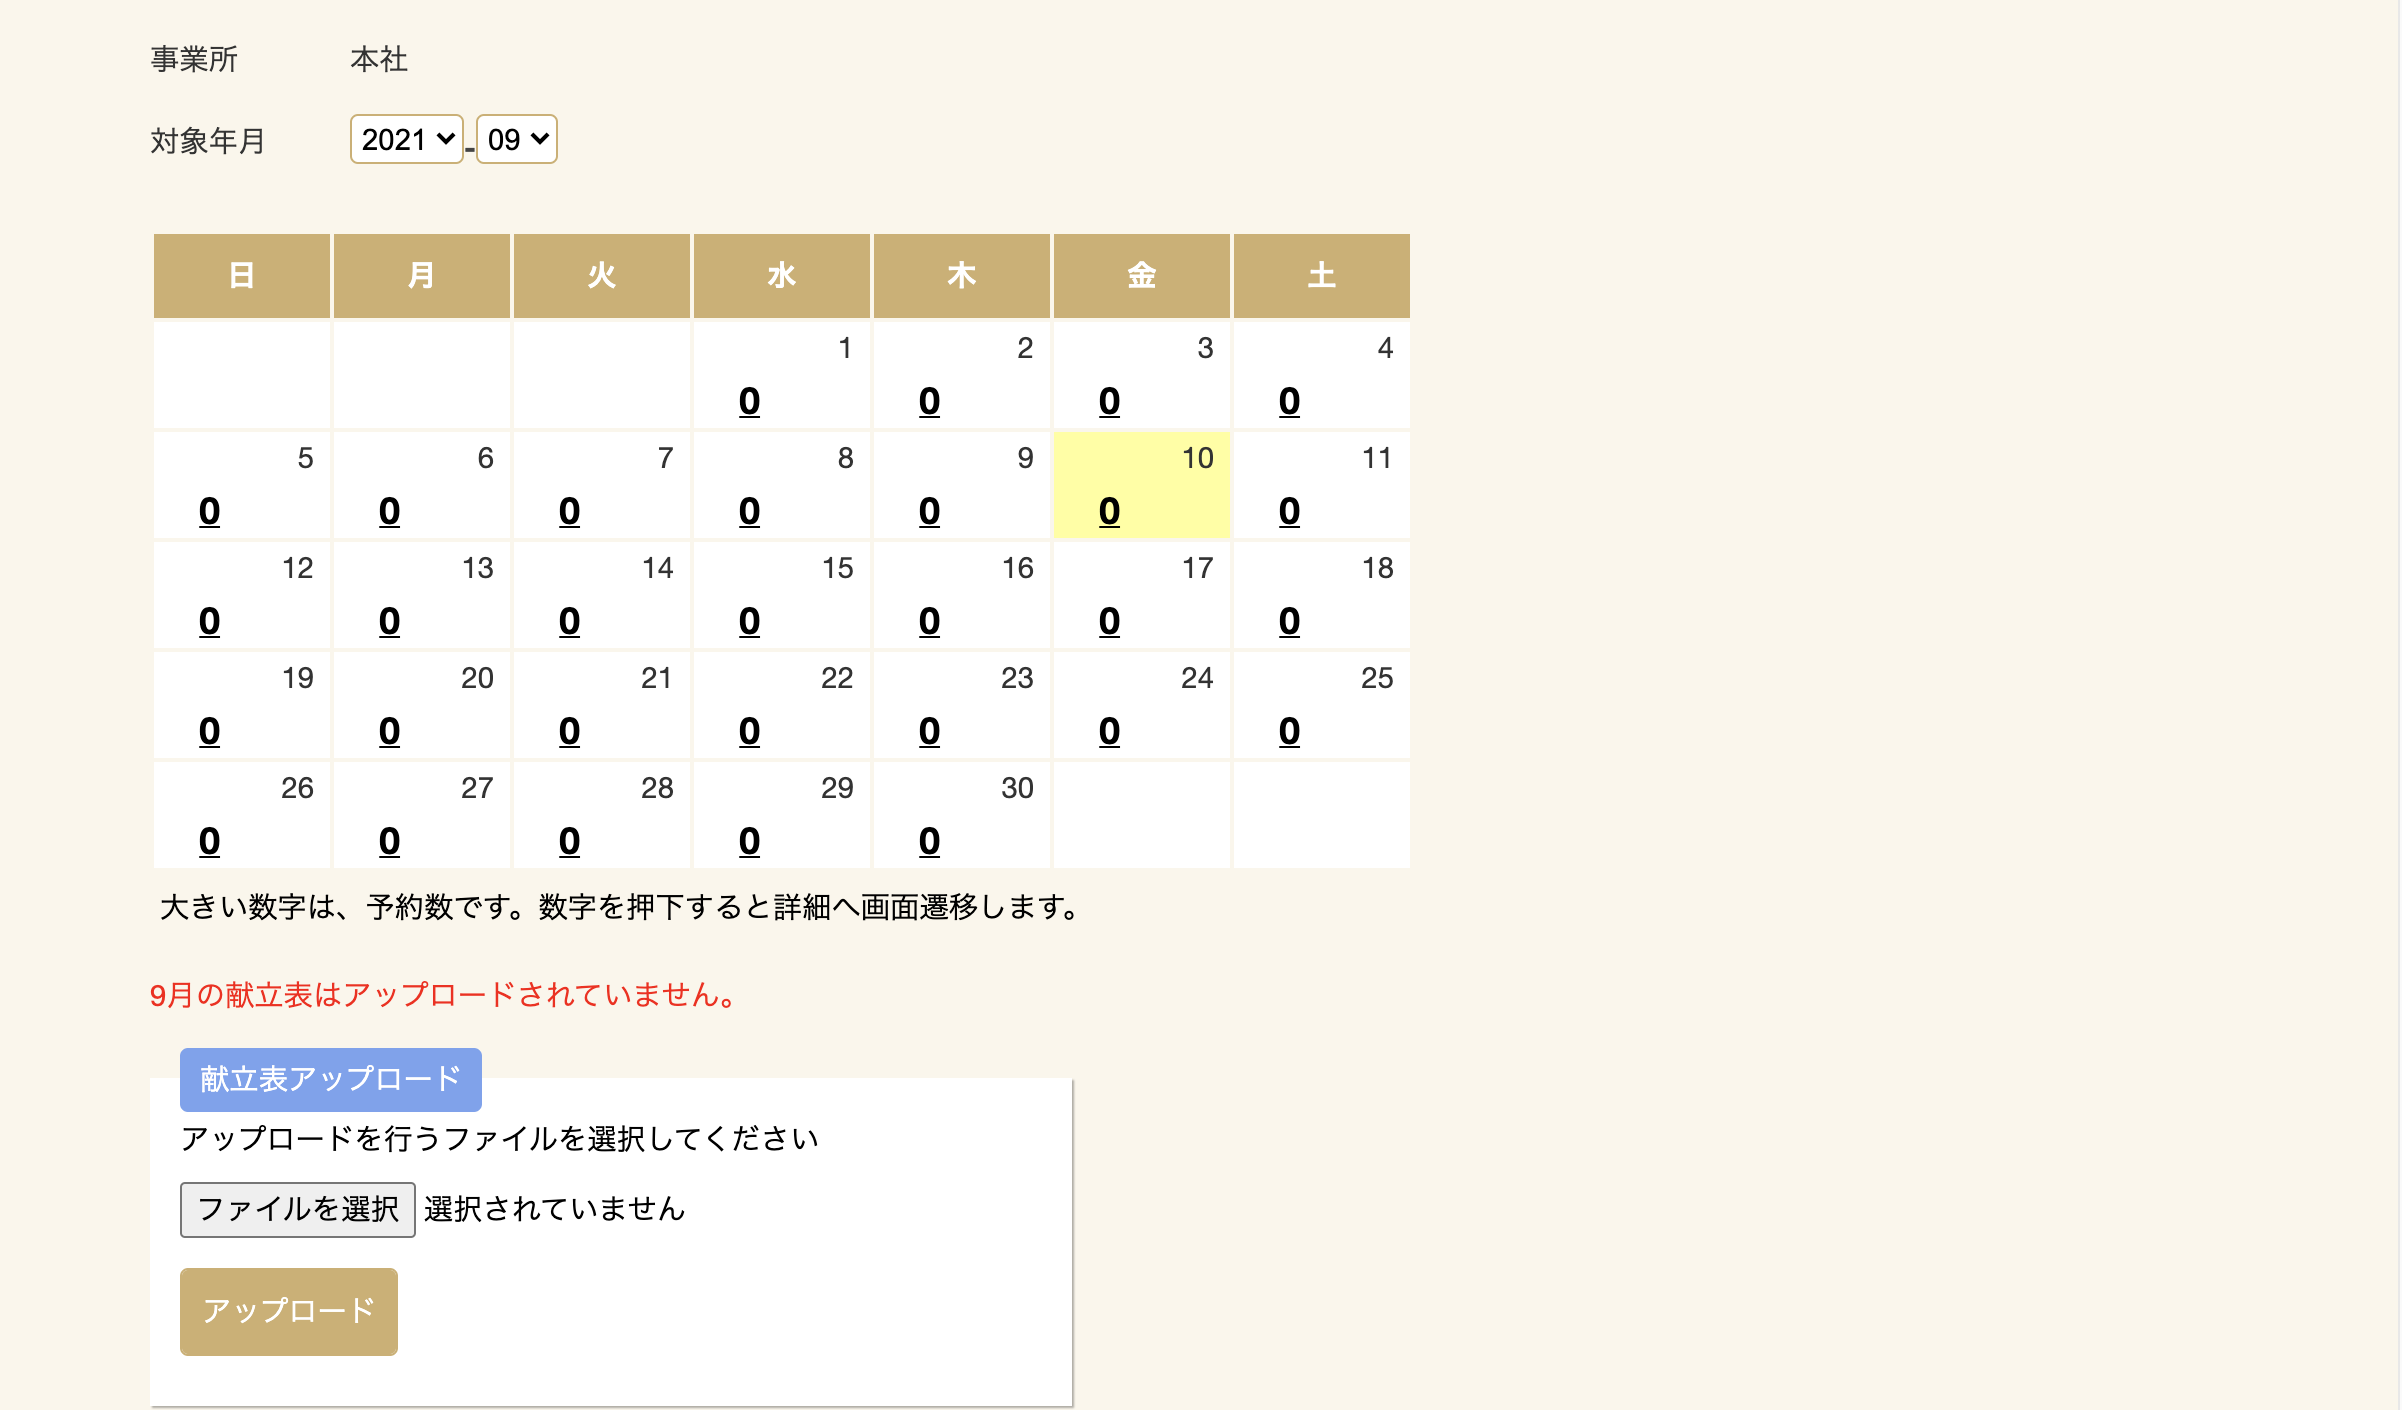 事業所 本社
対象年月 2021 - 09
日 月 火 水 木 金 土
1 2 3 4
0 0 0 0
5 6 7 8 9 10 11
0 0 0 0 0 0 0
12 13 14 15 16 17 18
0 0 0 0 0 0 0
19 20 21 22 23 24 25
0 0 0 0 0 0 0
26 27 28 29 30
0 0 0 0 0
大きい数字は、予約数です。数字を押下すると詳細へ画面遷移します。
9月の献立表はアップロードされていません。
献立表アップロード
アップロードを行うファイルを選択してください
ファイルを選択 選択されていません
アップロード